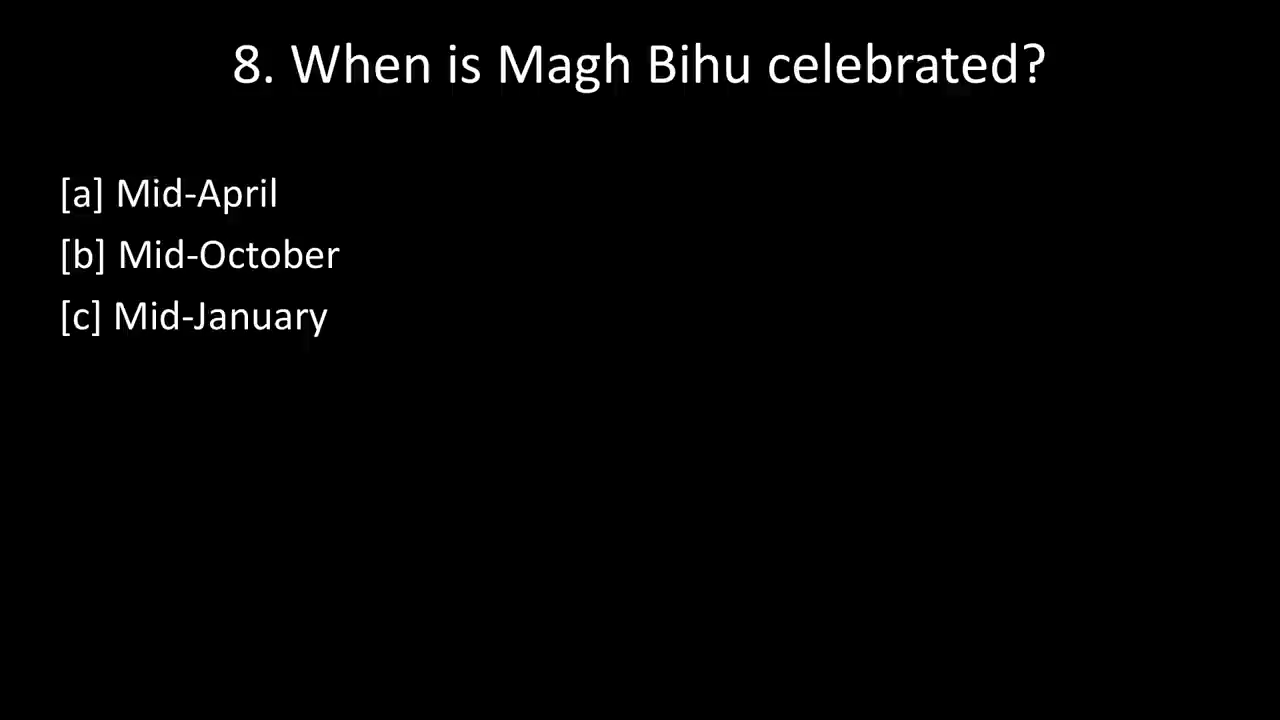 8. When is Magh Bihu celebrated?
[a] Mid-April
[b] Mid-October
[c] Mid-January